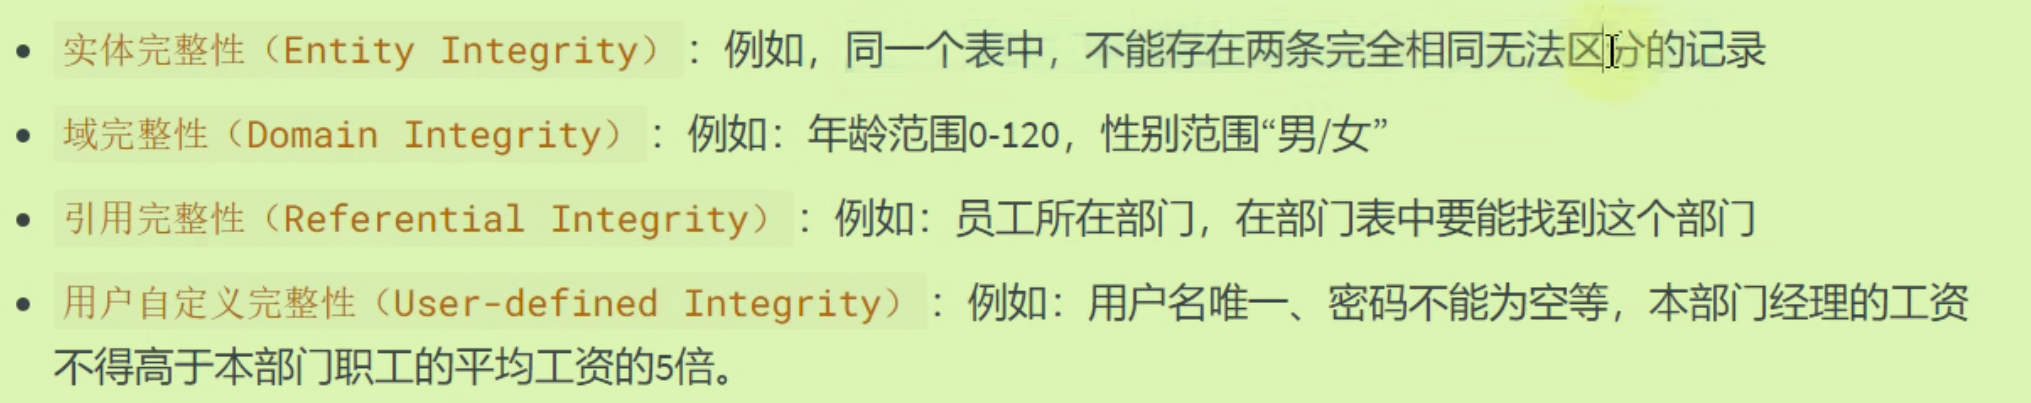 • 实体完整性（Entity Integrity）：例如，同一个表中，不能存在两条完全相同无法区分的记录
• 域完整性（Domain Integrity）：例如：年龄范围0-120，性别范围“男/女”
• 引用完整性（Referential Integrity）：例如：员工所在部门，在部门表中要能找到这个部门
• 用户自定义完整性（User-defined Integrity）：例如：用户名唯一、密码不能为空等，本部门经理的工资
不得高于本部门职工的平均工资的5倍。